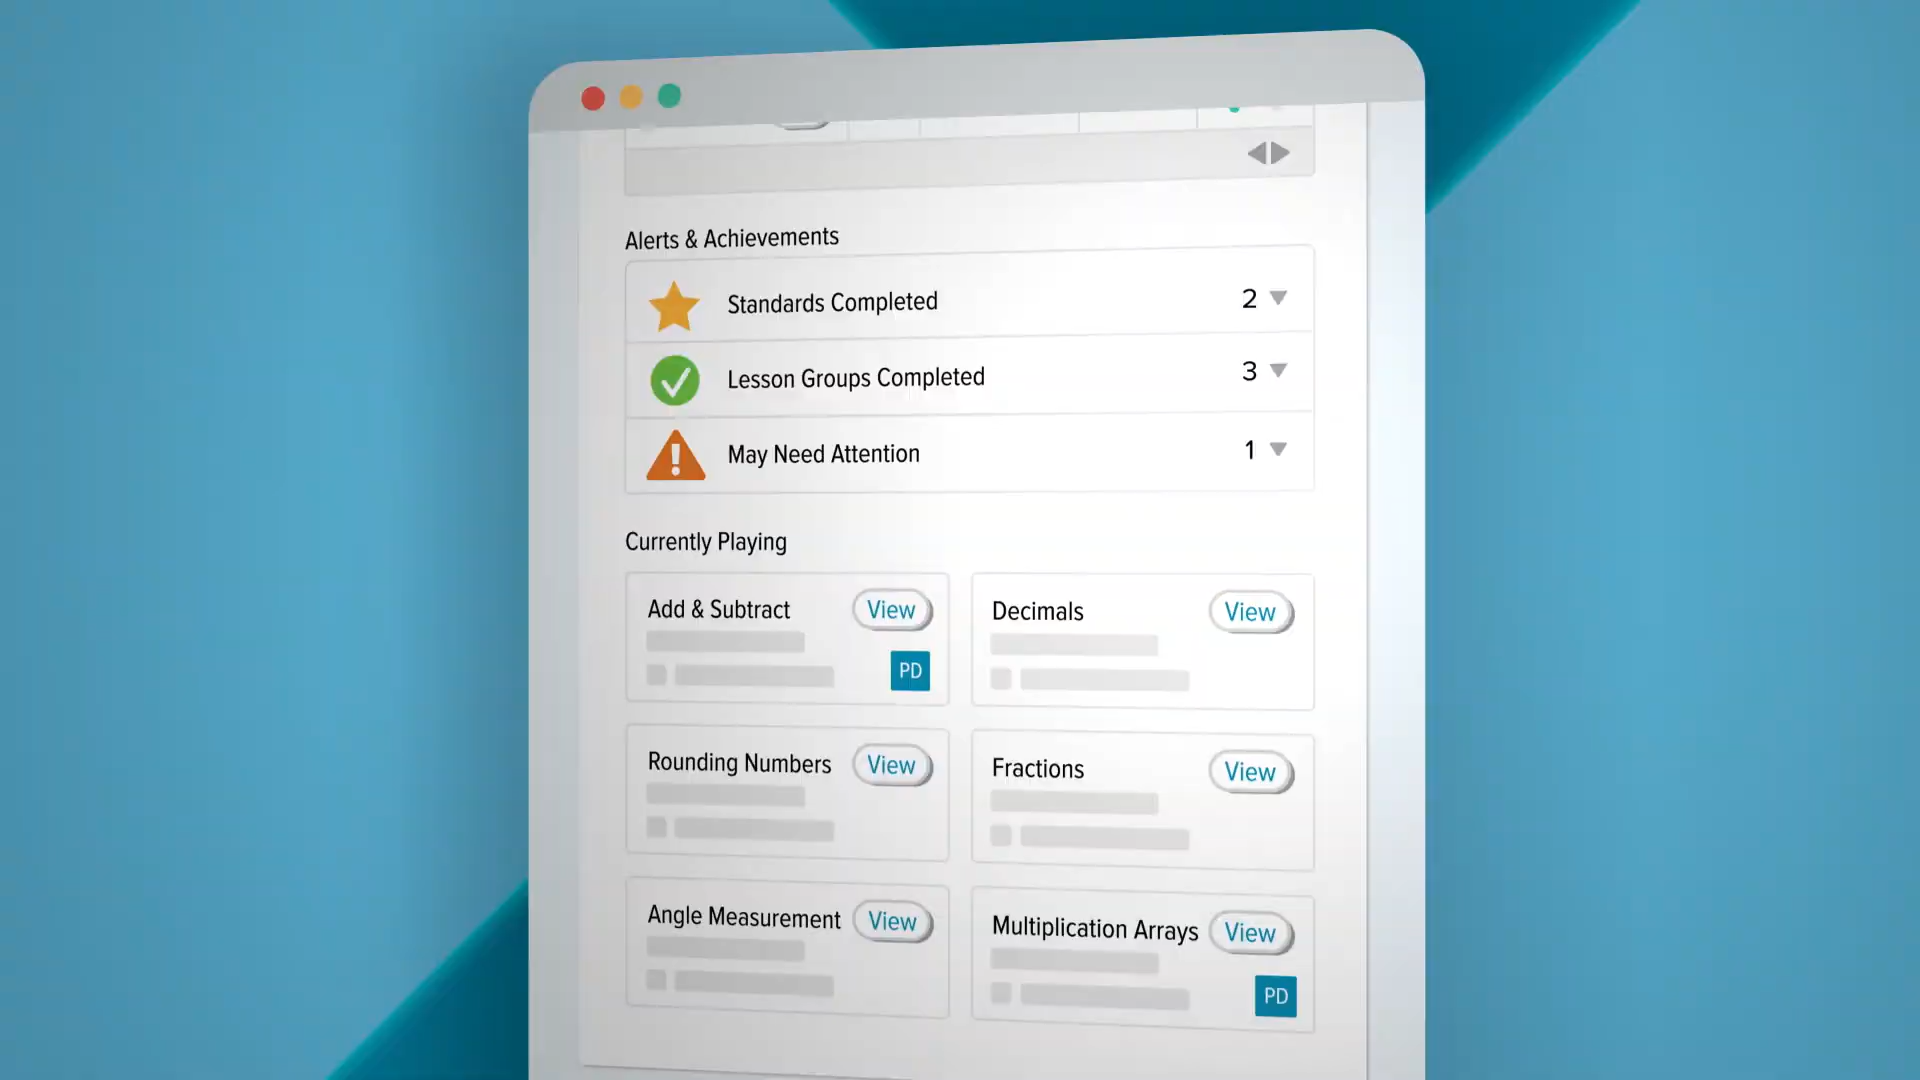 Alerts & Achievements
Standards Completed 2
Lesson Groups Completed 3
May Need Attention 1
Currently Playing
Add & Subtract View
PD
Decimals View
Rounding Numbers View
Fractions View
Angle Measurement View
Multiplication Arrays View
PD